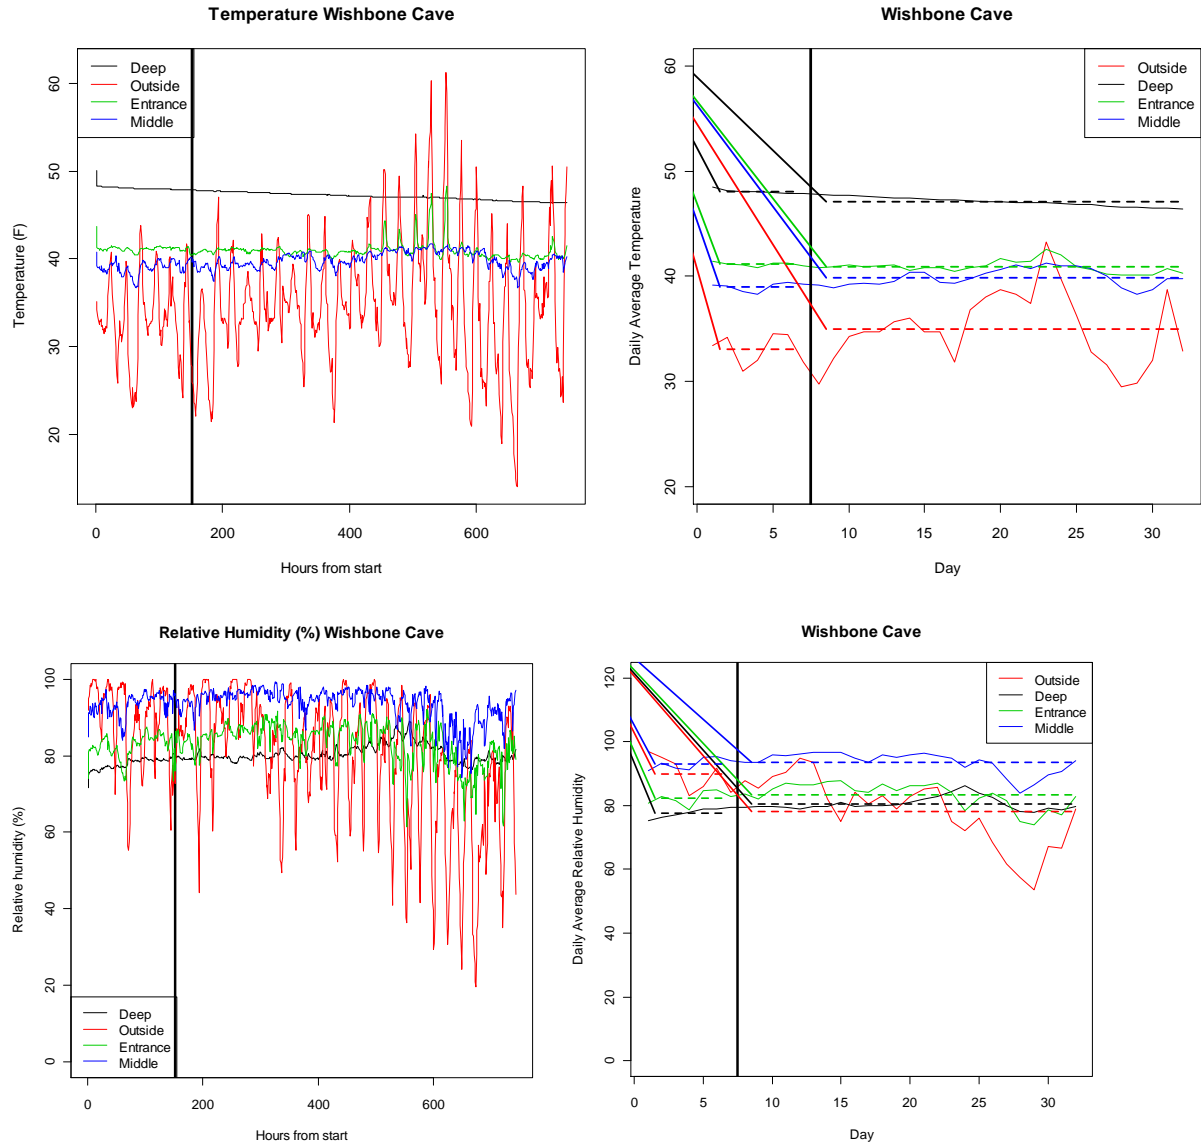 Temperature Wishbone Cave
Temperature (F)
60
50
40
30
20
Deep
Outside
Entrance
Middle
0
200
400
600
Hours from start
Wishbone Cave
Daily Average Temperature
60
50
40
30
20
Outside
Deep
Entrance
Middle
0
5
10
15
20
25
30
Day
Relative Humidity (%) Wishbone Cave
Relative humidity (%)
100
80
60
40
20
0
Deep
Outside
Entrance
Middle
0
200
400
600
Hours from start
Wishbone Cave
Daily Average Relative Humidity
120
100
80
60
40
20
0
Outside
Deep
Entrance
Middle
0
5
10
15
20
25
30
Day